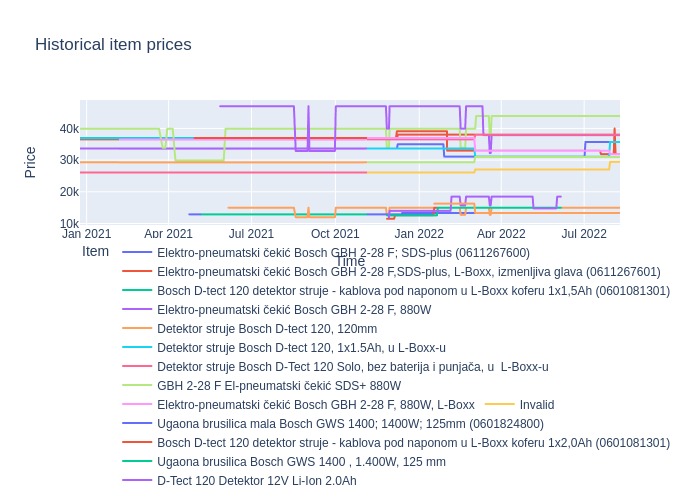 Historical item prices
Price
40k
30k
20k
10k
Jan 2021 Apr 2021 Jul 2021 Oct 2021 Jan 2022 Apr 2022 Jul 2022
Time
Item
Elektro-pneumatski čekić Bosch GBH 2-28 F; SDS-plus (0611267600)
Elektro-pneumatski čekić Bosch GBH 2-28 F,SDS-plus, L-Boxx, izmenljiva glava (0611267601)
Bosch D-tect 120 detektor struje - kablova pod naponom u L-Boxx koferu 1x1,5Ah (0601081301)
Elektro-pneumatski čekić Bosch GBH 2-28 F, 880W
Detektor struje Bosch D-tect 120, 120mm
Detektor struje Bosch D-tect 120, 1x1.5Ah, u L-Boxx-u
Detektor struje Bosch D-Tect 120 Solo, bez baterija i punjača, u L-Boxx-u
GBH 2-28 F El-pneumatski čekić SDS+ 880W
Elektro-pneumatski čekić Bosch GBH 2-28 F, 880W, L-Boxx Invalid
Ugaona brusilica mala Bosch GWS 1400; 1400W; 125mm (0601824800)
Bosch D-tect 120 detektor struje - kablova pod naponom u L-Boxx koferu 1x2,0Ah (0601081301)
Ugaona brusilica Bosch GWS 1400 , 1.400W, 125 mm
D-Tect 120 Detektor 12V Li-Ion 2.0Ah